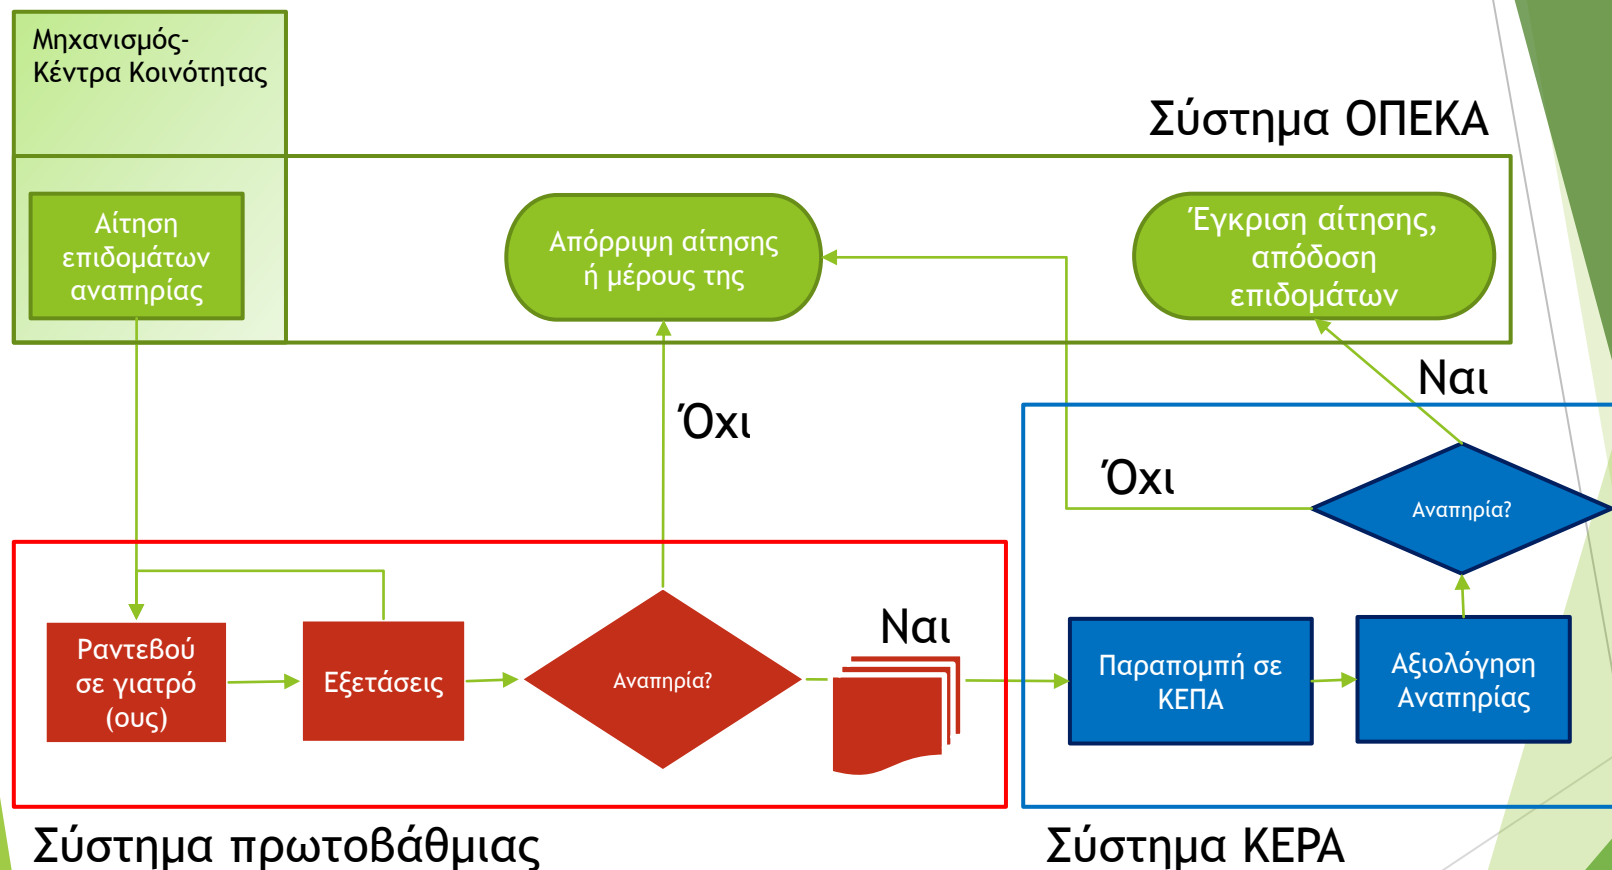 Μηχανισμός-
Κέντρα Κοινότητας
Σύστημα ΟΠΕΚΑ
Αίτηση
επιδομάτων
αναπηρίας
Απόρριψη αίτησης
ή μέρους της
Έγκριση αίτησης,
απόδοση
επιδομάτων
Ναι
Όχι
Όχι
Αναπηρία?
Ραντεβού
σε γιατρό
(ους)
Εξετάσεις
Αναπηρία?
Ναι
Παραπομπή σε
ΚΕΠΑ
Αξιολόγηση
Αναπηρίας
Σύστημα πρωτοβάθμιας
Σύστημα KEPA